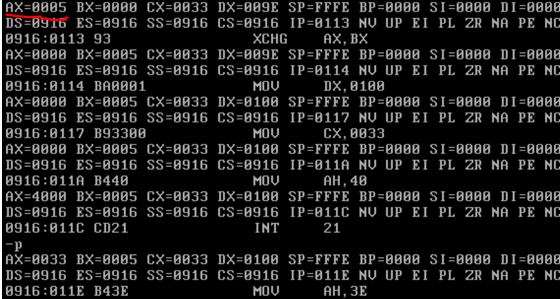 AX=0005 BX=0000 CX=0033 DX=009E SP=FFFE BP=0000 SI=0000 DI=000
DS=0916 ES=0916 SS=0916 CS=0916 IP=0113 NV UP EI PL ZR NA PE NC
0916:0113 93 XCHG AX,BX
AX=0000 BX=0005 CX=0033 DX=009E SP=FFFE BP=0000 SI=0000 DI=000
DS=0916 ES=0916 SS=0916 CS=0916 IP=0114 NV UP EI PL ZR NA PE NC
0916:0114 BA0001 MOV DX,0100
AX=0000 BX=0005 CX=0033 DX=0100 SP=FFFE BP=0000 SI=0000 DI=000
DS=0916 ES=0916 SS=0916 CS=0916 IP=0117 NV UP EI PL ZR NA PE NC
0916:0117 B93300 MOV CX,0033
AX=0000 BX=0005 CX=0033 DX=0100 SP=FFFE BP=0000 SI=0000 DI=000
DS=0916 ES=0916 SS=0916 CS=0916 IP=011A NV UP EI PL ZR NA PE NC
0916:011A B440 MOV AH,40
AX=4000 BX=0005 CX=0033 DX=0100 SP=FFFE BP=0000 SI=0000 DI=000
DS=0916 ES=0916 SS=0916 CS=0916 IP=011C NV UP EI PL ZR NA PE NC
0916:011C CD21 INT 21
-p
AX=0033 BX=0005 CX=0033 DX=0100 SP=FFFE BP=0000 SI=0000 DI=000
DS=0916 ES=0916 SS=0916 CS=0916 IP=011E NV UP EI PL ZR NA PE NC
0916:011E B43E MOV AH,3E